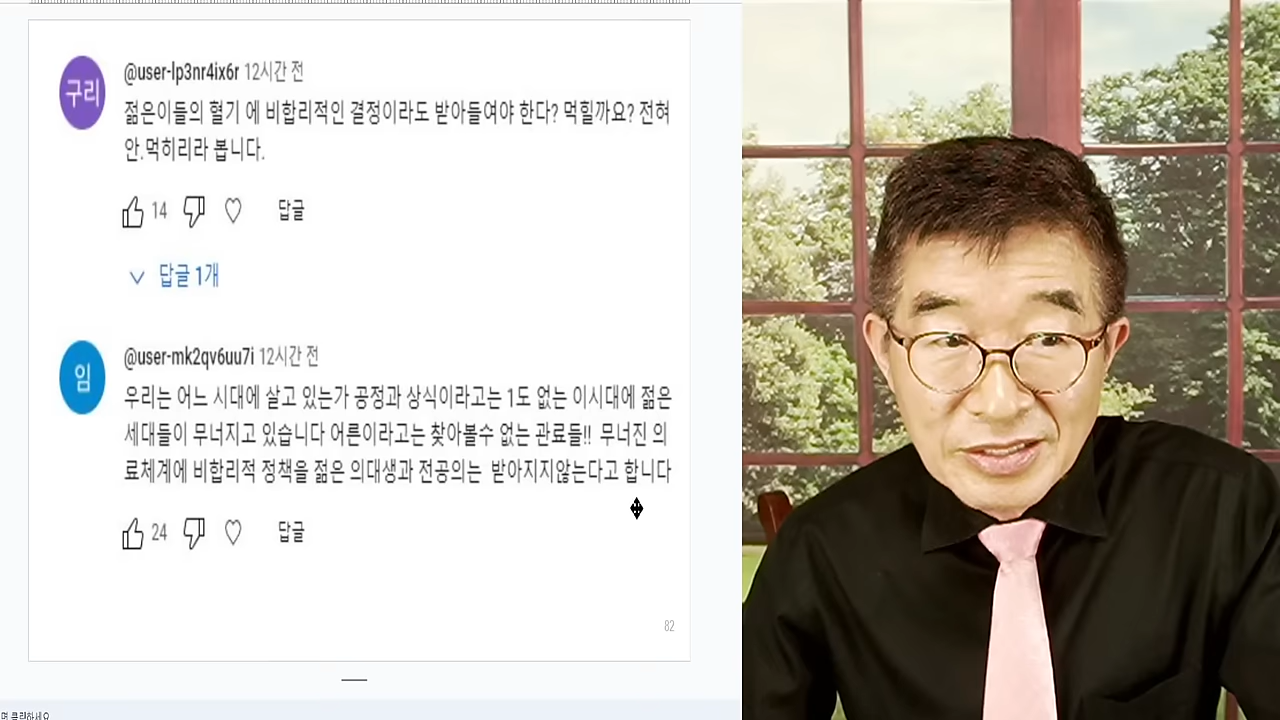 구리
@user-lp3nr4ix6r 12시간 전
젊은이들의 혈기 에 비합리적인 결정이라도 받아들여야 한다? 먹힐까요? 전혀
안.먹히리라 봅니다.
14
답글
답글 1개
임
@user-mk2qv6uu7i 12시간 전
우리는 어느 시대에 살고 있는가 공정과 상식이라고는 1도 없는 이시대에 젊은
세대들이 무너지고 있습니다 어른이라고는 찾아볼수 없는 관료들!! 무너진 의
료체계에 비합리적 정책을 젊은 의대생과 전공의는 받아지지않는다고 합니다
24
답글
82